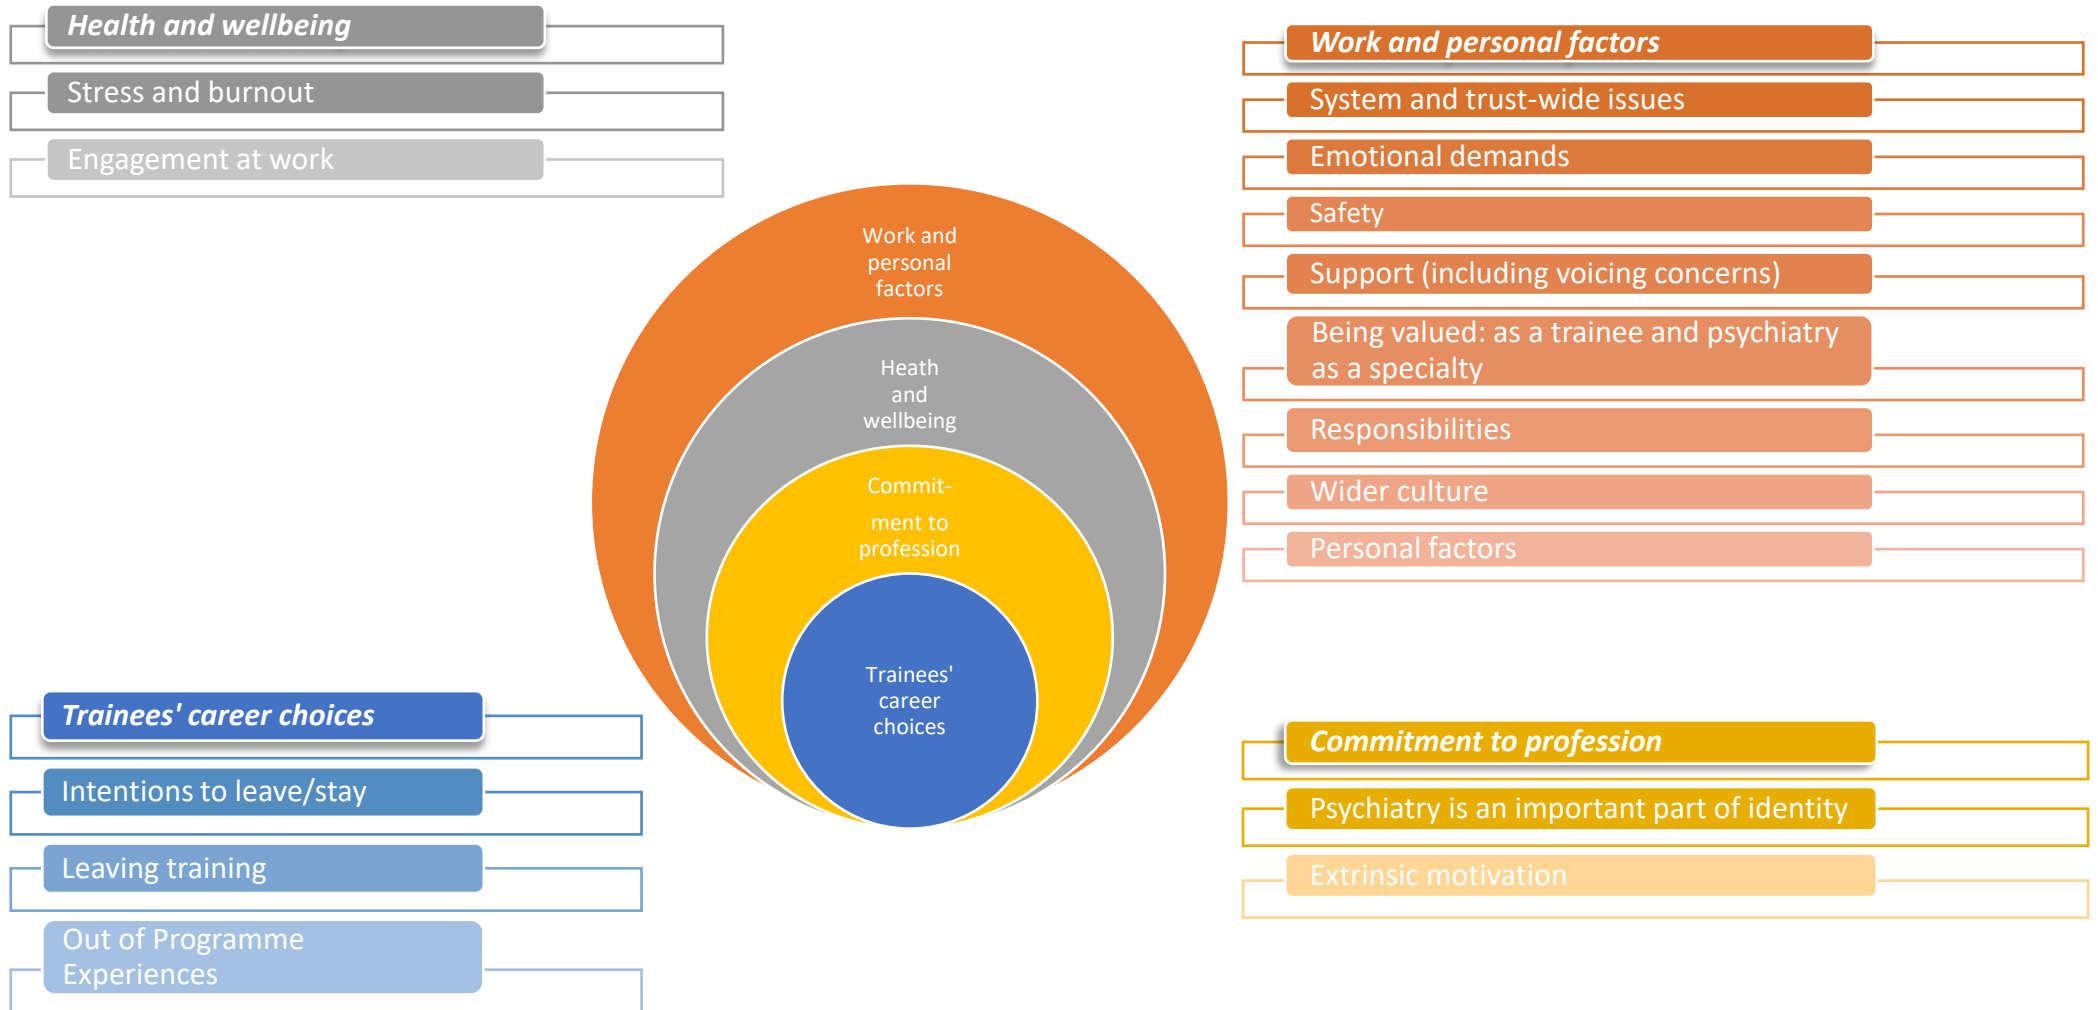 Health and wellbeing
Stress and burnout
Engagement at work
Work and personal factors
System and trust-wide issues
Emotional demands
Safety
Support (including voicing concerns)
Being valued: as a trainee and psychiatry
as a specialty
Responsibilities
Wider culture
Personal factors
Work and
personal
factors
Heath
and
wellbeing
Commit-
ment to
profession
Trainees'
career
choices
Trainees' career choices
Intentions to leave/stay
Leaving training
Out of Programme
Experiences
Commitment to profession
Psychiatry is an important part of identity
Extrinsic motivation